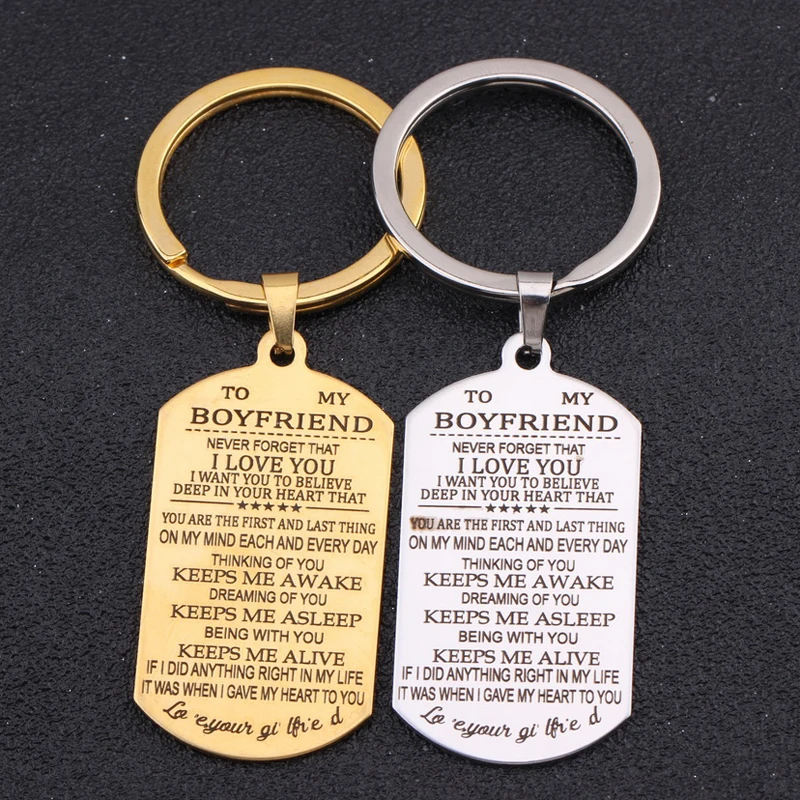 TO MY
BOYFRIEND
NEVER FORGET THAT
I LOVE YOU
I WANT YOU TO BELIEVE
DEEP IN YOUR HEART THAT
YOU ARE THE FIRST AND LAST THING
ON MY MIND EACH AND EVERY DAY
THINKING OF YOU
KEEPS ME AWAKE
DREAMING OF YOU
KEEPS ME ASLEEP
BEING WITH YOU
KEEPS ME ALIVE
IF I DID ANYTHING RIGHT IN MY LIFE
IT WAS WHEN I GAVE MY HEART TO YOU
your
TO MY
BOYFRIEND
NEVER FORGET THAT
I LOVE YOU
I WANT YOU TO BELIEVE
DEEP IN YOUR HEART THAT
YOU ARE THE FIRST AND LAST THING
ON MY MIND EACH AND EVERY DAY
THINKING OF YOU
KEEPS ME AWAKE
DREAMING OF YOU
KEEPS ME ASLEEP
BEING WITH YOU
KEEPS ME ALIVE
IF I DID ANYTHING RIGHT IN MY LIFE
IT WAS WHEN I GAVE MY HEART TO YOU
your